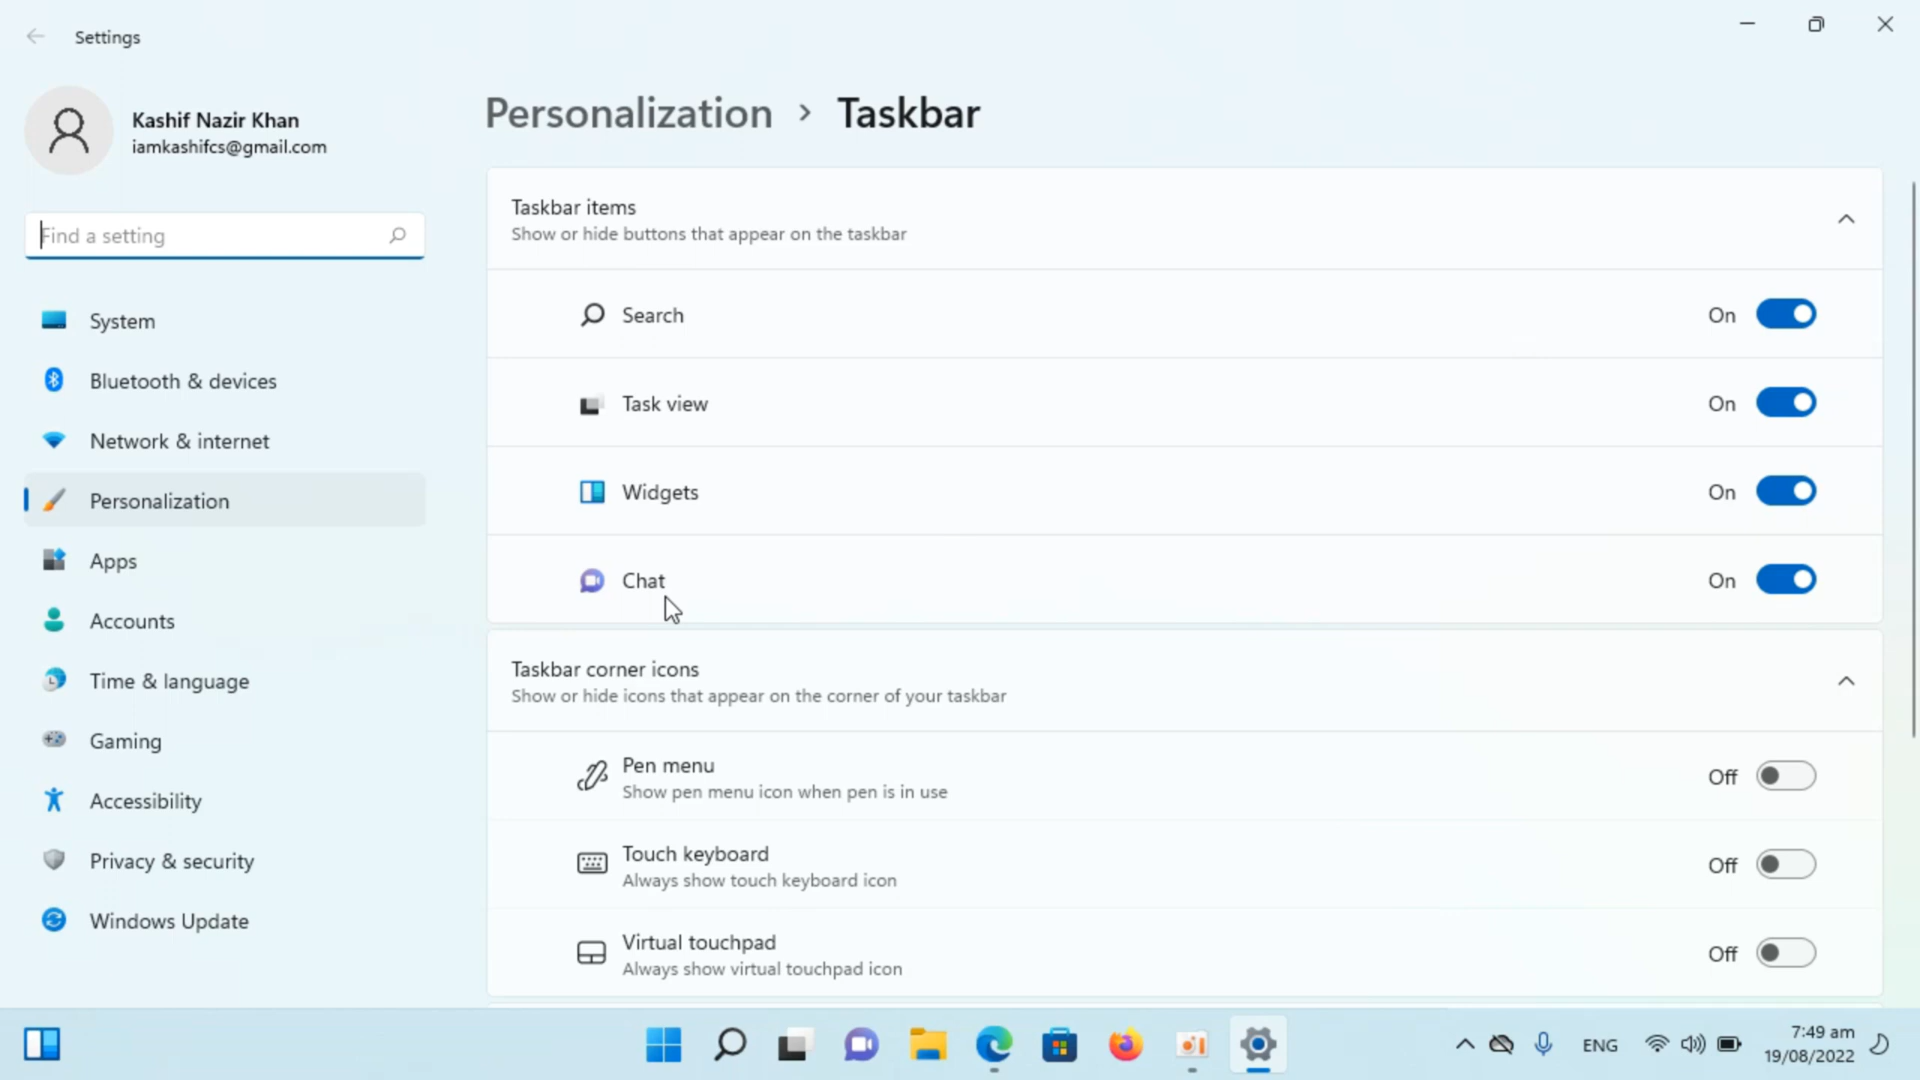 Settings
Kashif Nazir Khan
iamkashifcs@gmail.com
Find a setting
System
Bluetooth & devices
Network & internet
Personalization
Apps
Accounts
Time & language
Gaming
Accessibility
Privacy & security
Windows Update
Personalization > Taskbar
Taskbar items
Show or hide buttons that appear on the taskbar
Search On
Task view On
Widgets On
Chat On
Taskbar corner icons
Show or hide icons that appear on the corner of your taskbar
Pen menu
Show pen menu icon when pen is in use
Off
Touch keyboard
Always show touch keyboard icon
Off
Virtual touchpad
Always show virtual touchpad icon
Off
ENG
7:49 am
19/08/2022